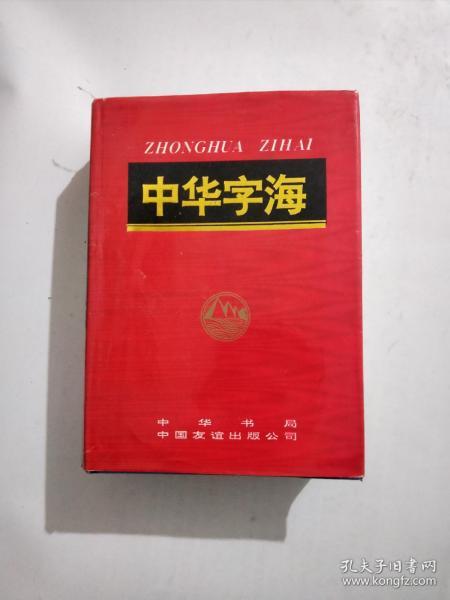 ZHONGHUA ZIHAI
中华字海
中华书局
中国友谊出版公司
孔夫子旧书网
www.kongfz.com